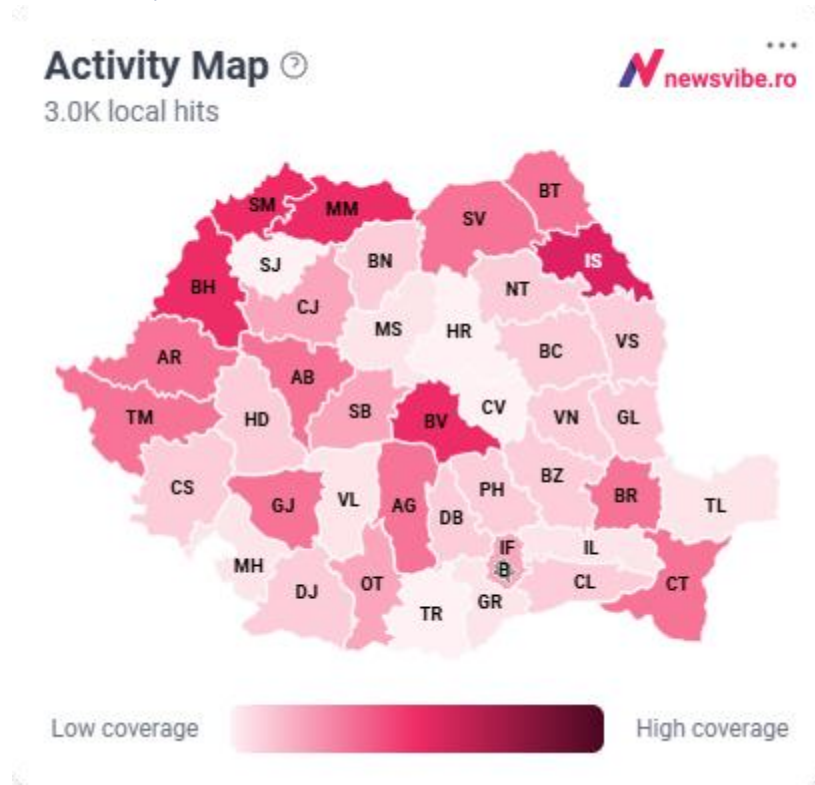 Activity Map ?
newsvibe.ro
3.0K local hits
BT
SM
MM
SV
IS
SJ
BN
BH
NT
CJ
MS
HR
VS
BC
AR
AB
SB
CV
TM
HD
BV
VN
GL
BZ
CS
PH
BR
VL
GJ
AG
TL
DB
IF
IL
MH
B
CL
CT
DJ
OT
GR
TR
Low coverage
High coverage